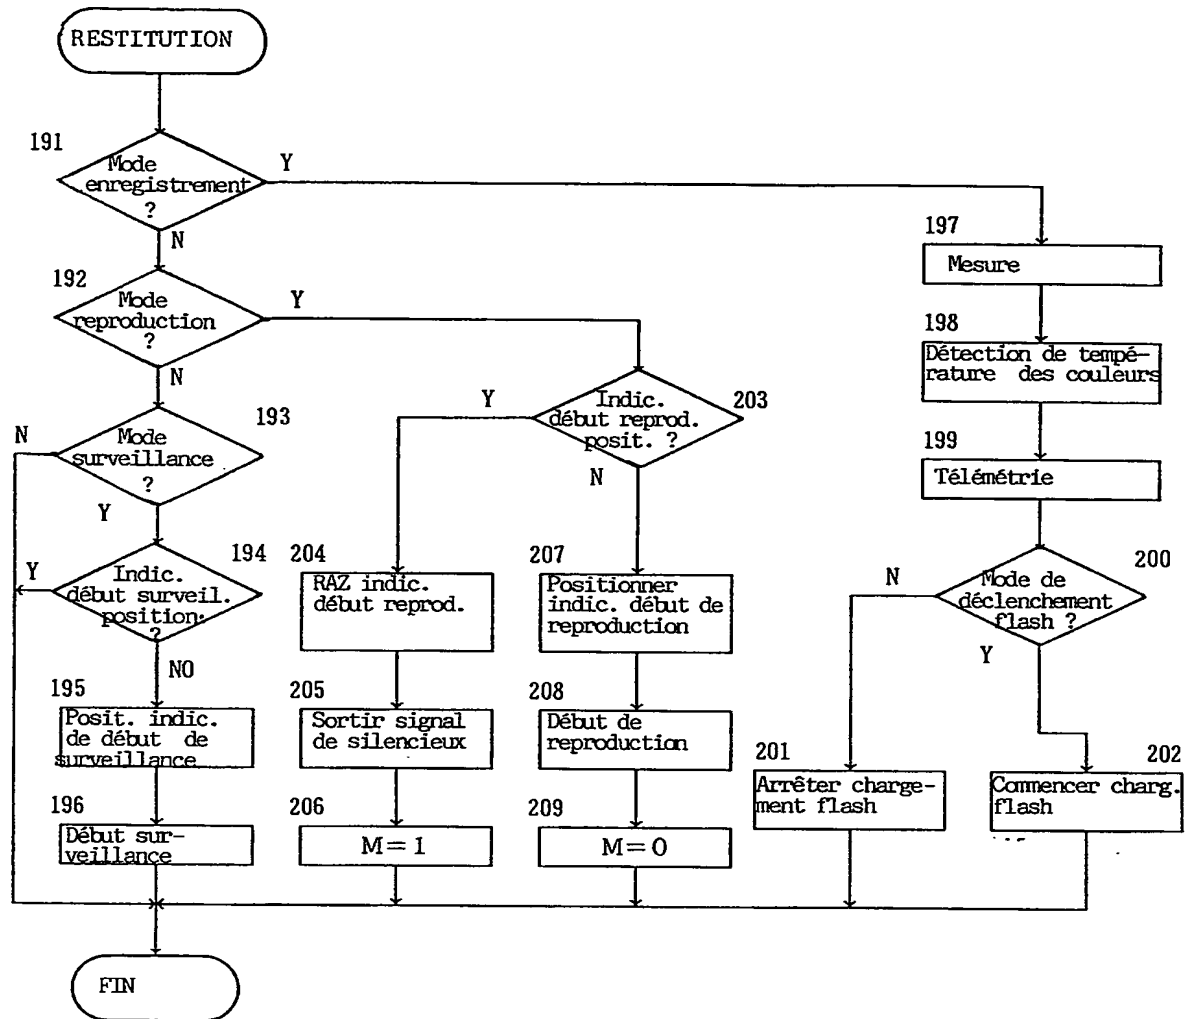 RESTITUTION
191
Mode
enregistrement
?
Y
N
192
Mode
reproduction
?
Y
N
193
Mode
surveillance
?
N
Y
194
Indic.
début surveil.
position.
?
Y
NO
195
Posit. indic.
de début de
surveillance
196
Début sur-
veillance
203
Indic.
début reprod.
posit. ?
Y
N
204
RAZ indic.
début reprod.
205
Sortir signal
de silencieux
206
M=1
207
Positionner
indic. début de
reproduction
208
Début de
reproduction
209
M=0
197
Mesure
198
Détection de tempé-
rature des couleurs
199
Télémétrie
200
Mode de
déclenchement
flash ?
N
Y
201
Arrêter charge-
ment flash
202
Commencer charg.
flash
FIN